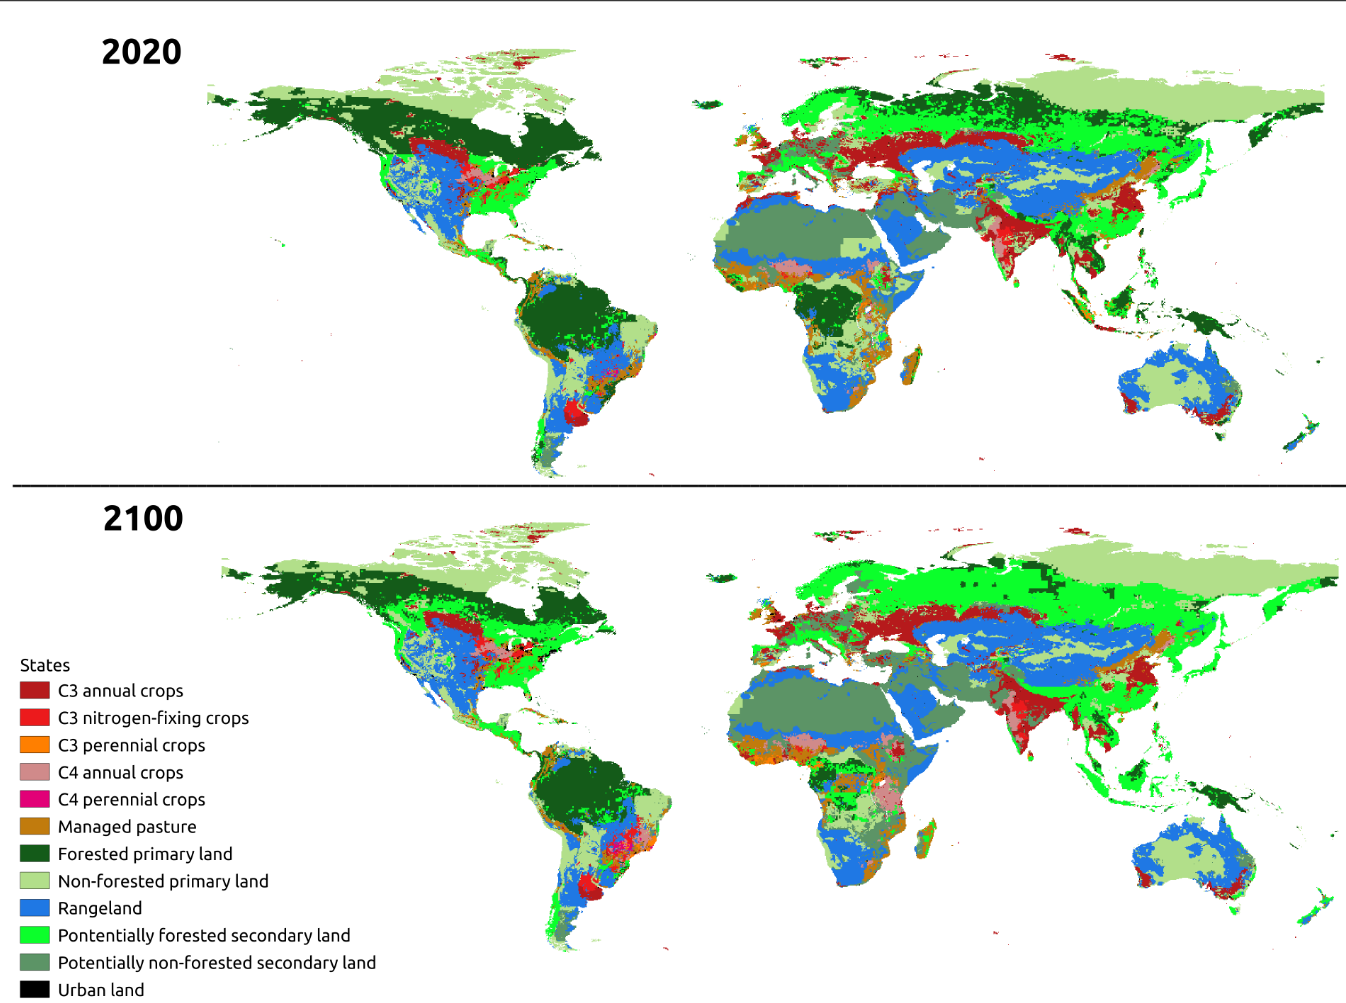 2020
2100
States
C3 annual crops
C3 nitrogen-fixing crops
C3 perennial crops
C4 annual crops
C4 perennial crops
Managed pasture
Forested primary land
Non-forested primary land
Rangeland
Pontentially forested secondary land
Potentially non-forested secondary land
Urban land